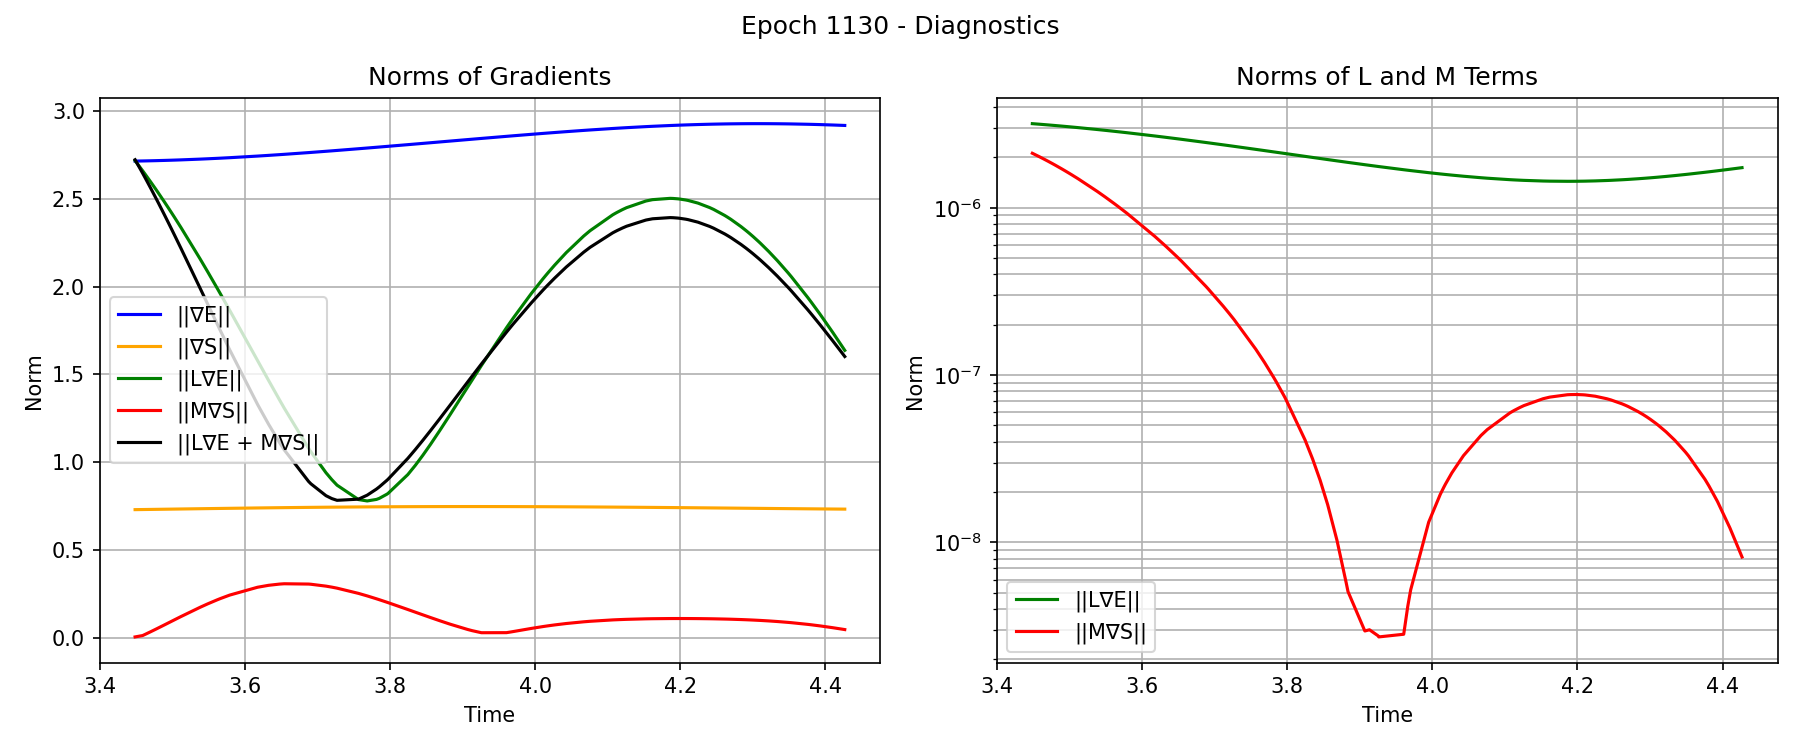 Epoch 1130 - Diagnostics
Norms of Gradients
Norm
3.0
2.5
2.0
1.5
1.0
0.5
0.0
||∇E||
||∇S||
||L∇E||
||M∇S||
||L∇E + M∇S||
3.4 3.6 3.8 4.0 4.2 4.4
Time
Norms of L and M Terms
Norm
10⁻⁶
10⁻⁷
10⁻⁸
||L∇E||
||M∇S||
3.4 3.6 3.8 4.0 4.2 4.4
Time